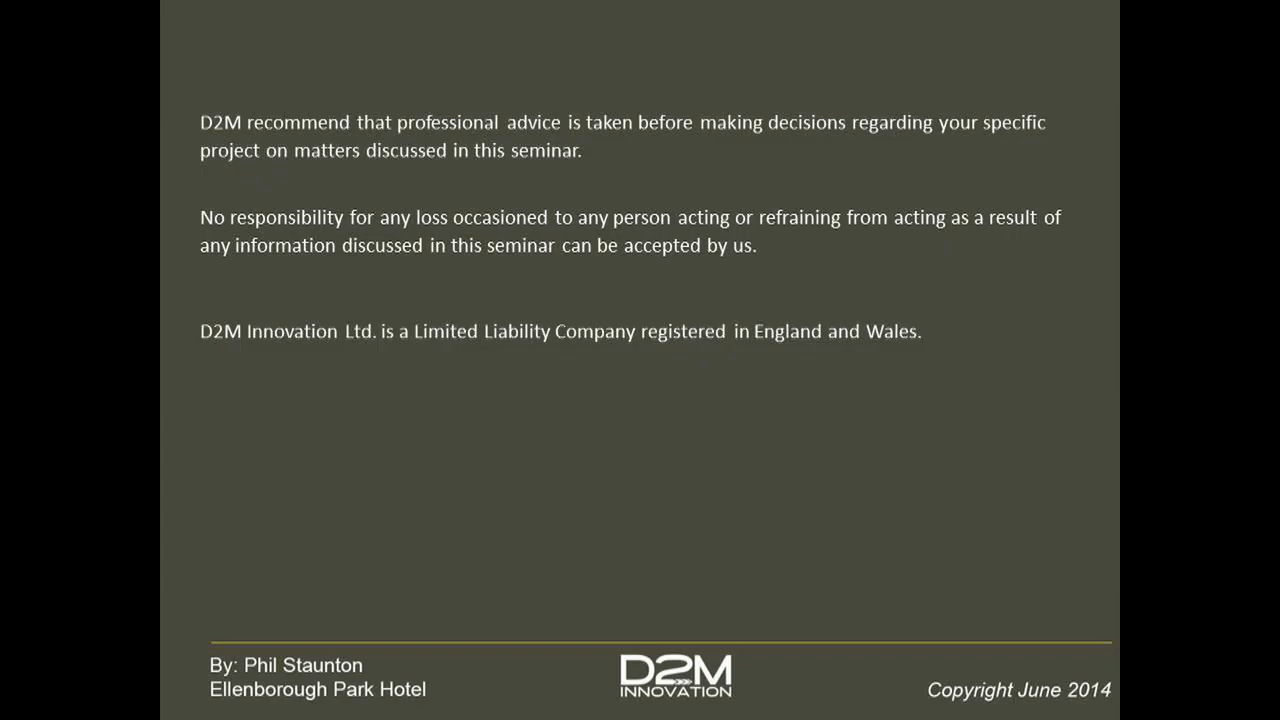 D2M recommend that professional advice is taken before making decisions regarding your specific
project on matters discussed in this seminar.
No responsibility for any loss occasioned to any person acting or refraining from acting as a result of
any information discussed in this seminar can be accepted by us.
D2M Innovation Ltd. is a Limited Liability Company registered in England and Wales.
By: Phil Staunton
Ellenborough Park Hotel
D2M
INNOVATION
Copyright June 2014